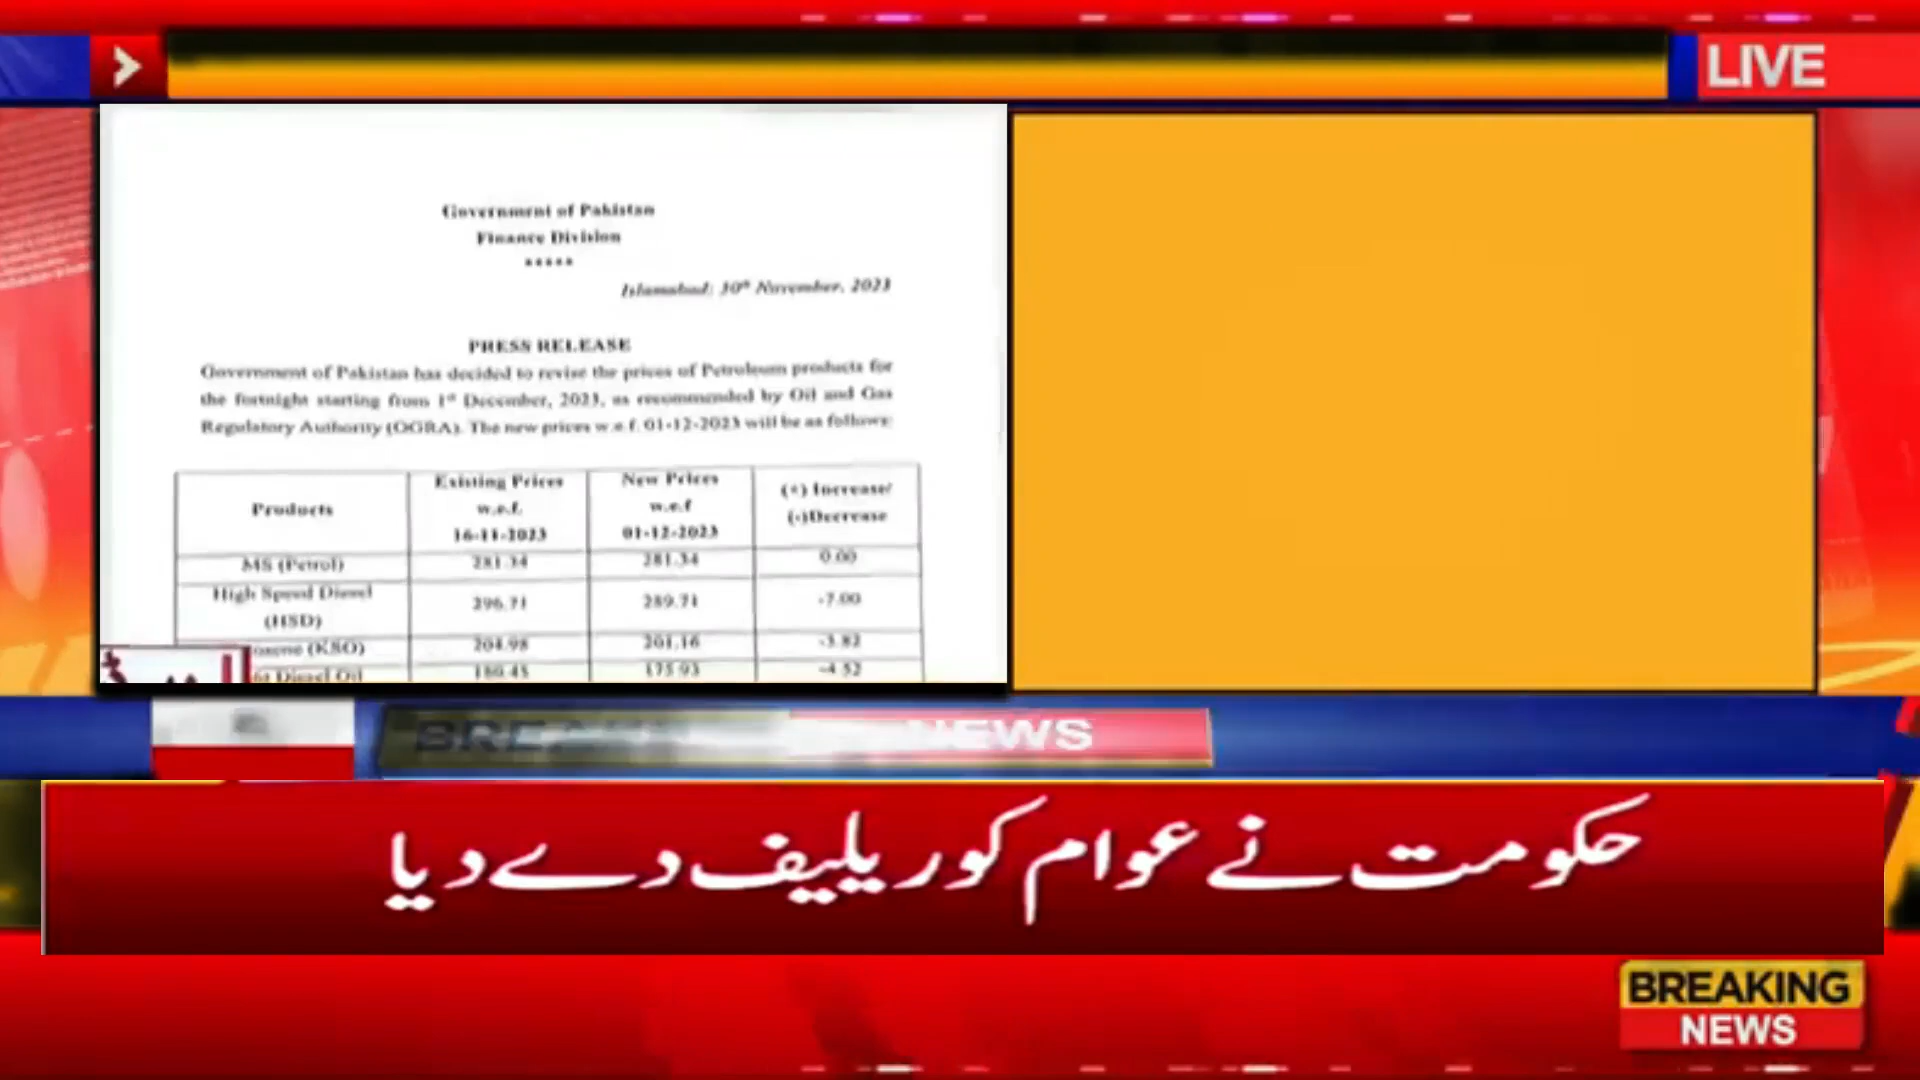 LIVE
Government of Pakistan
Finance Division
*****
Islamabad: 30th November, 2023
PRESS RELEASE
Government of Pakistan has decided to revise the prices of Petroleum products for
the fortnight starting from 1st December, 2023, as recommended by Oil and Gas
Regulatory Authority (OGRA). The new prices w.e.f. 01-12-2023 will be as follows:
Products Existing Prices w.e.f. 16-11-2023 New Prices w.e.f 01-12-2023 (+) Increase/ (-)Decrease
MS (Petrol) 281.34 281.34 0.00
High Speed Diesel (HSD) 296.71 289.71 -7.00
(KSO) 204.98 201.16 -3.82
Diesel Oil 180.45 175.93 -4.52
NEWS
حکومت نے عوام کو ریلیف دے دیا
BREAKING
NEWS